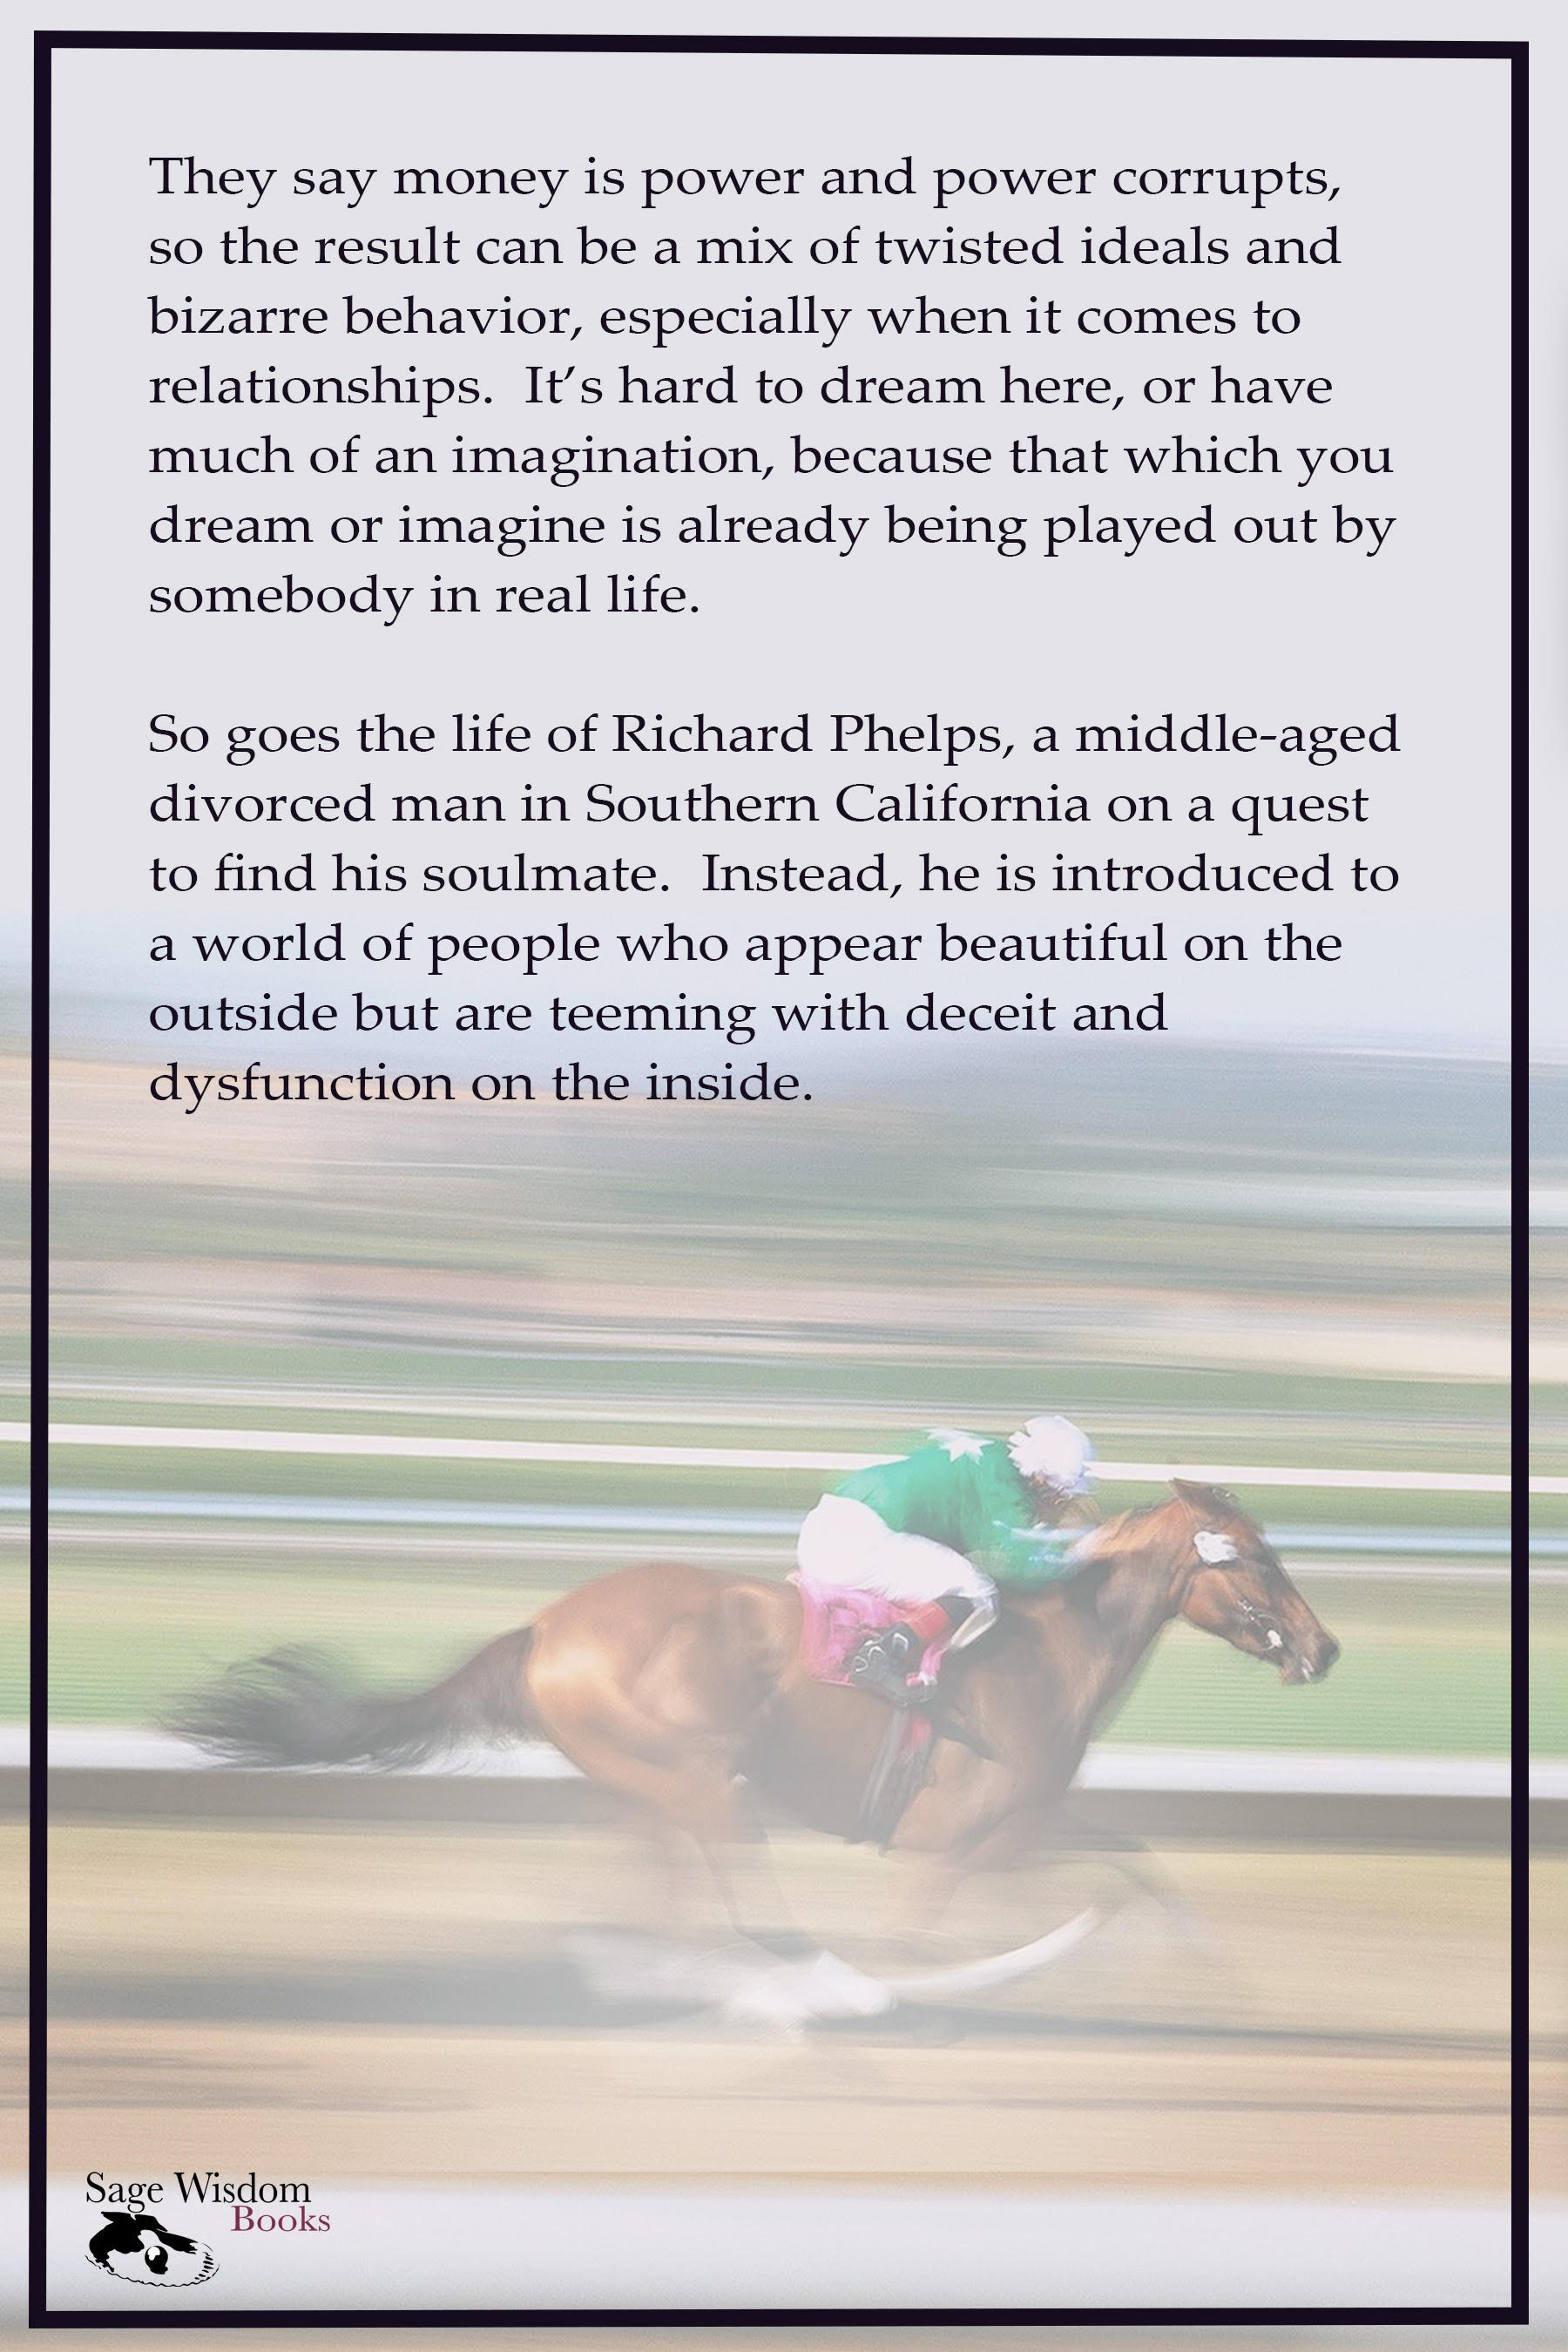 They say money is power and power corrupts,
so the result can be a mix of twisted ideals and
bizarre behavior, especially when it comes to
relationships.  It’s hard to dream here, or have
much of an imagination, because that which you
dream or imagine is already being played out by
somebody in real life.
So goes the life of Richard Phelps, a middle-aged
divorced man in Southern California on a quest
to find his soulmate.  Instead, he is introduced to
a world of people who appear beautiful on the
outside but are teeming with deceit and
dysfunction on the inside.
Sage Wisdom
Books